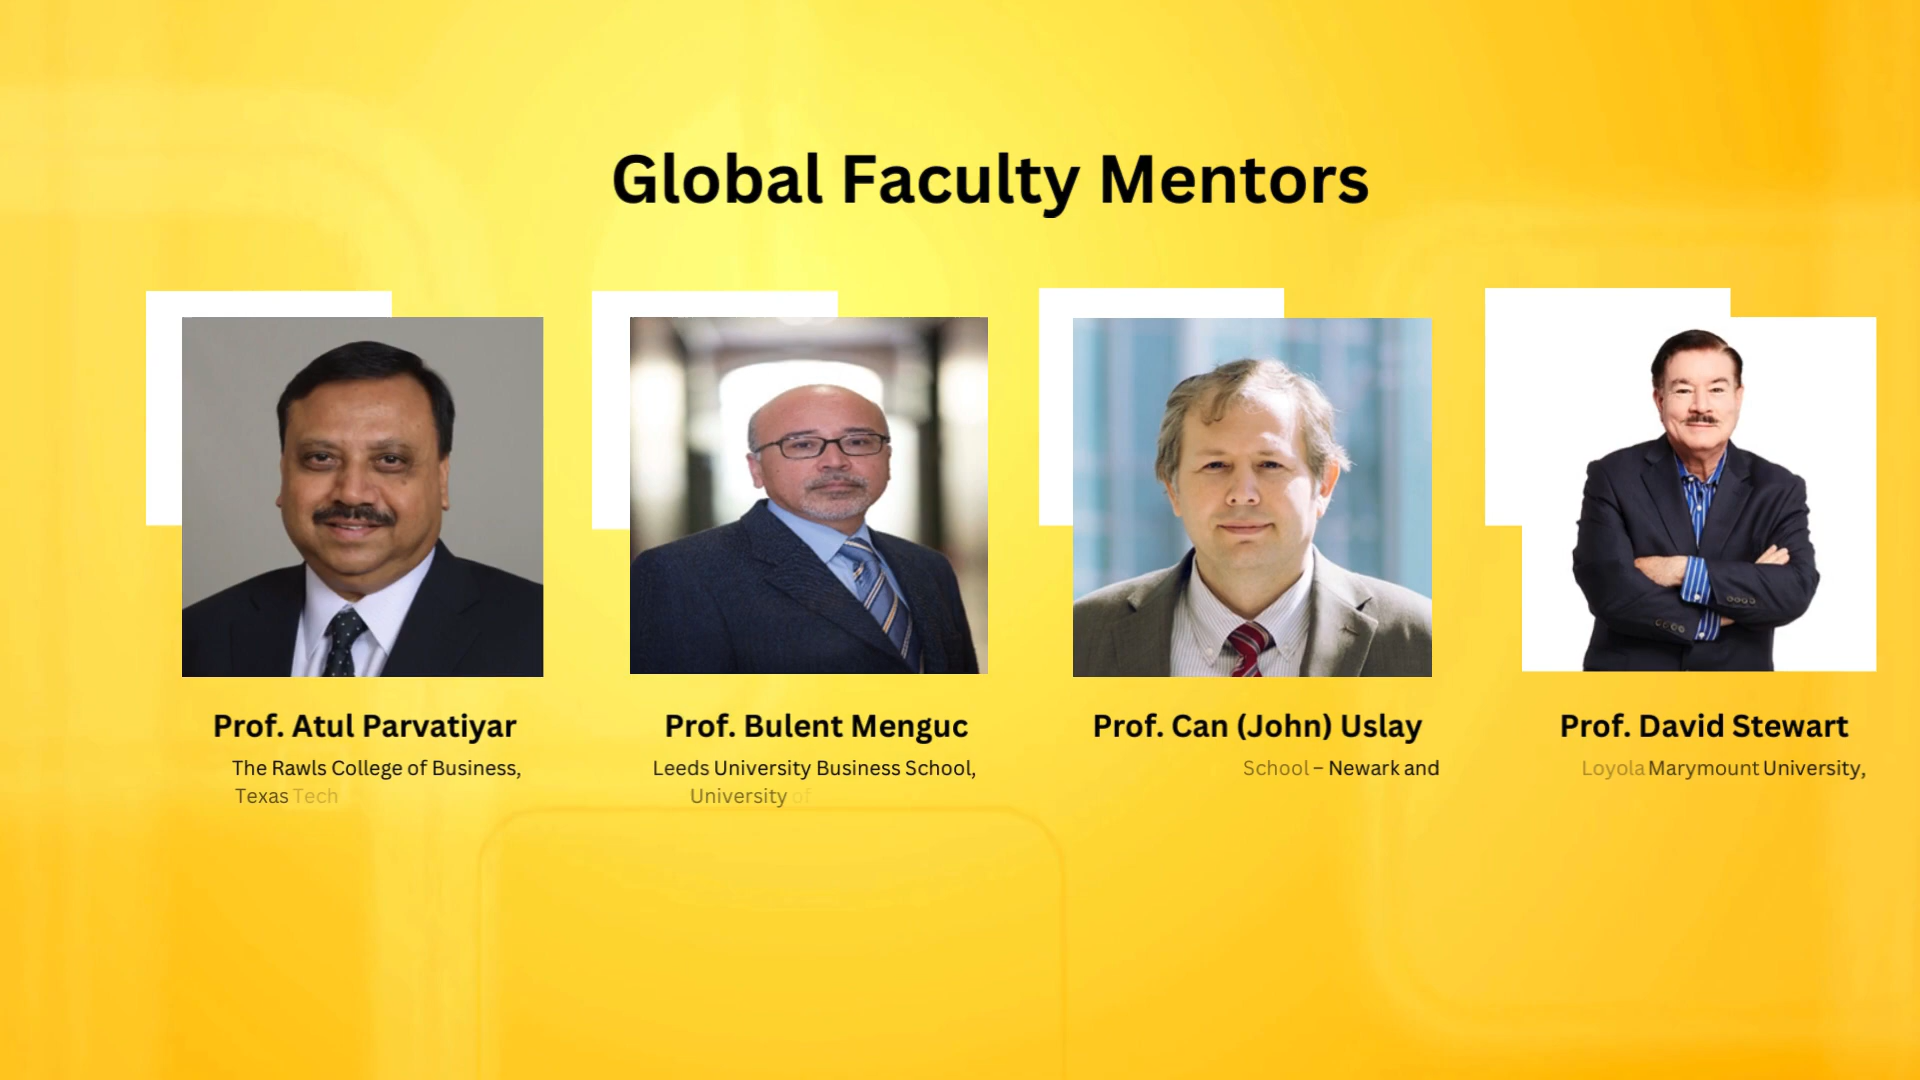 Global Faculty Mentors
Prof. Atul Parvatiyar
The Rawls College of Business,
Texas Tech
Prof. Bulent Menguc
Leeds University Business School,
University of
Prof. Can (John) Uslay
School – Newark and
Prof. David Stewart
Loyola Marymount University,